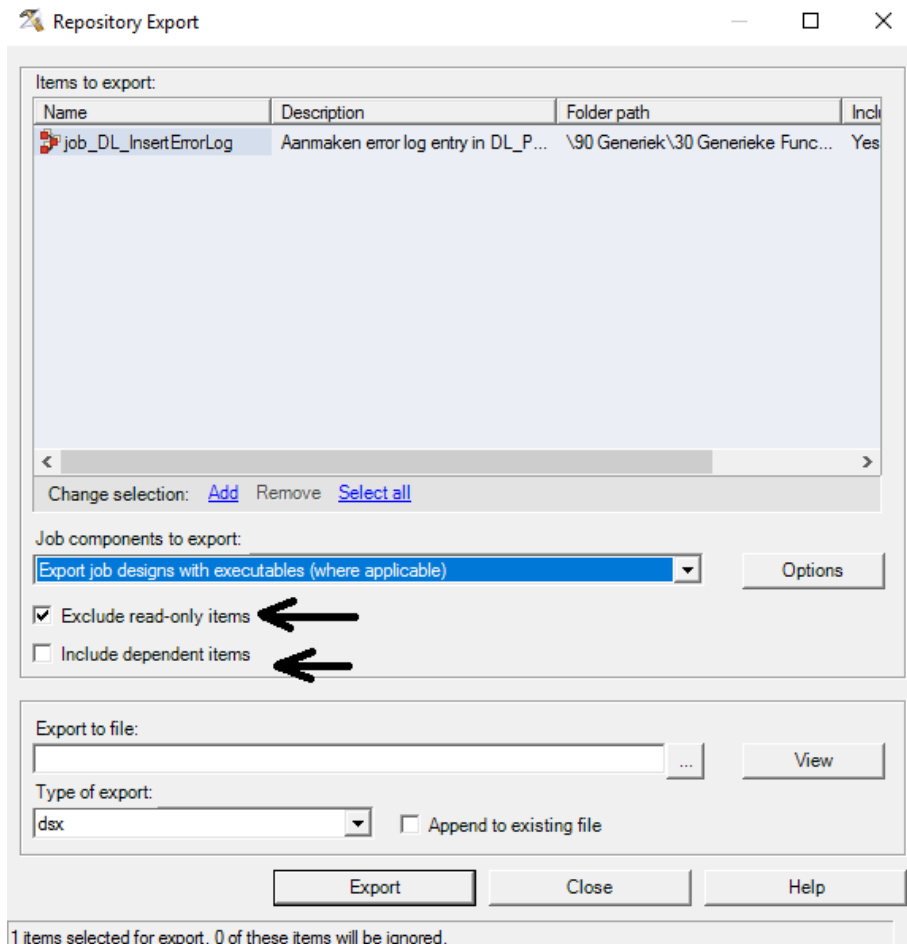 Repository Export
Items to export:
Name Description Folder path Inclu
job_DL_InsertErrorLog Aanmaken error log entry in DL_P... \90 Generiek\30 Generieke Func... Yes
Change selection: Add Remove Select all
Job components to export:
Export job designs with executables (where applicable) Options
Exclude read-only items
Include dependent items
Export to file:
... View
Type of export:
dsx Append to existing file
Export Close Help
1 items selected for export. 0 of these items will be ignored.